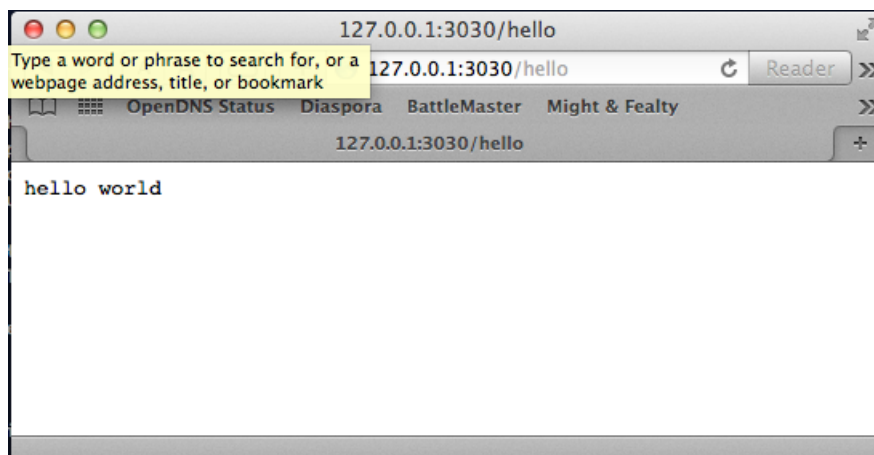 127.0.0.1:3030/hello
Type a word or phrase to search for, or a
webpage address, title, or bookmark
127.0.0.1:3030/hello
Reader
OpenDNS Status Diaspora BattleMaster Might & Fealty
127.0.0.1:3030/hello
hello world